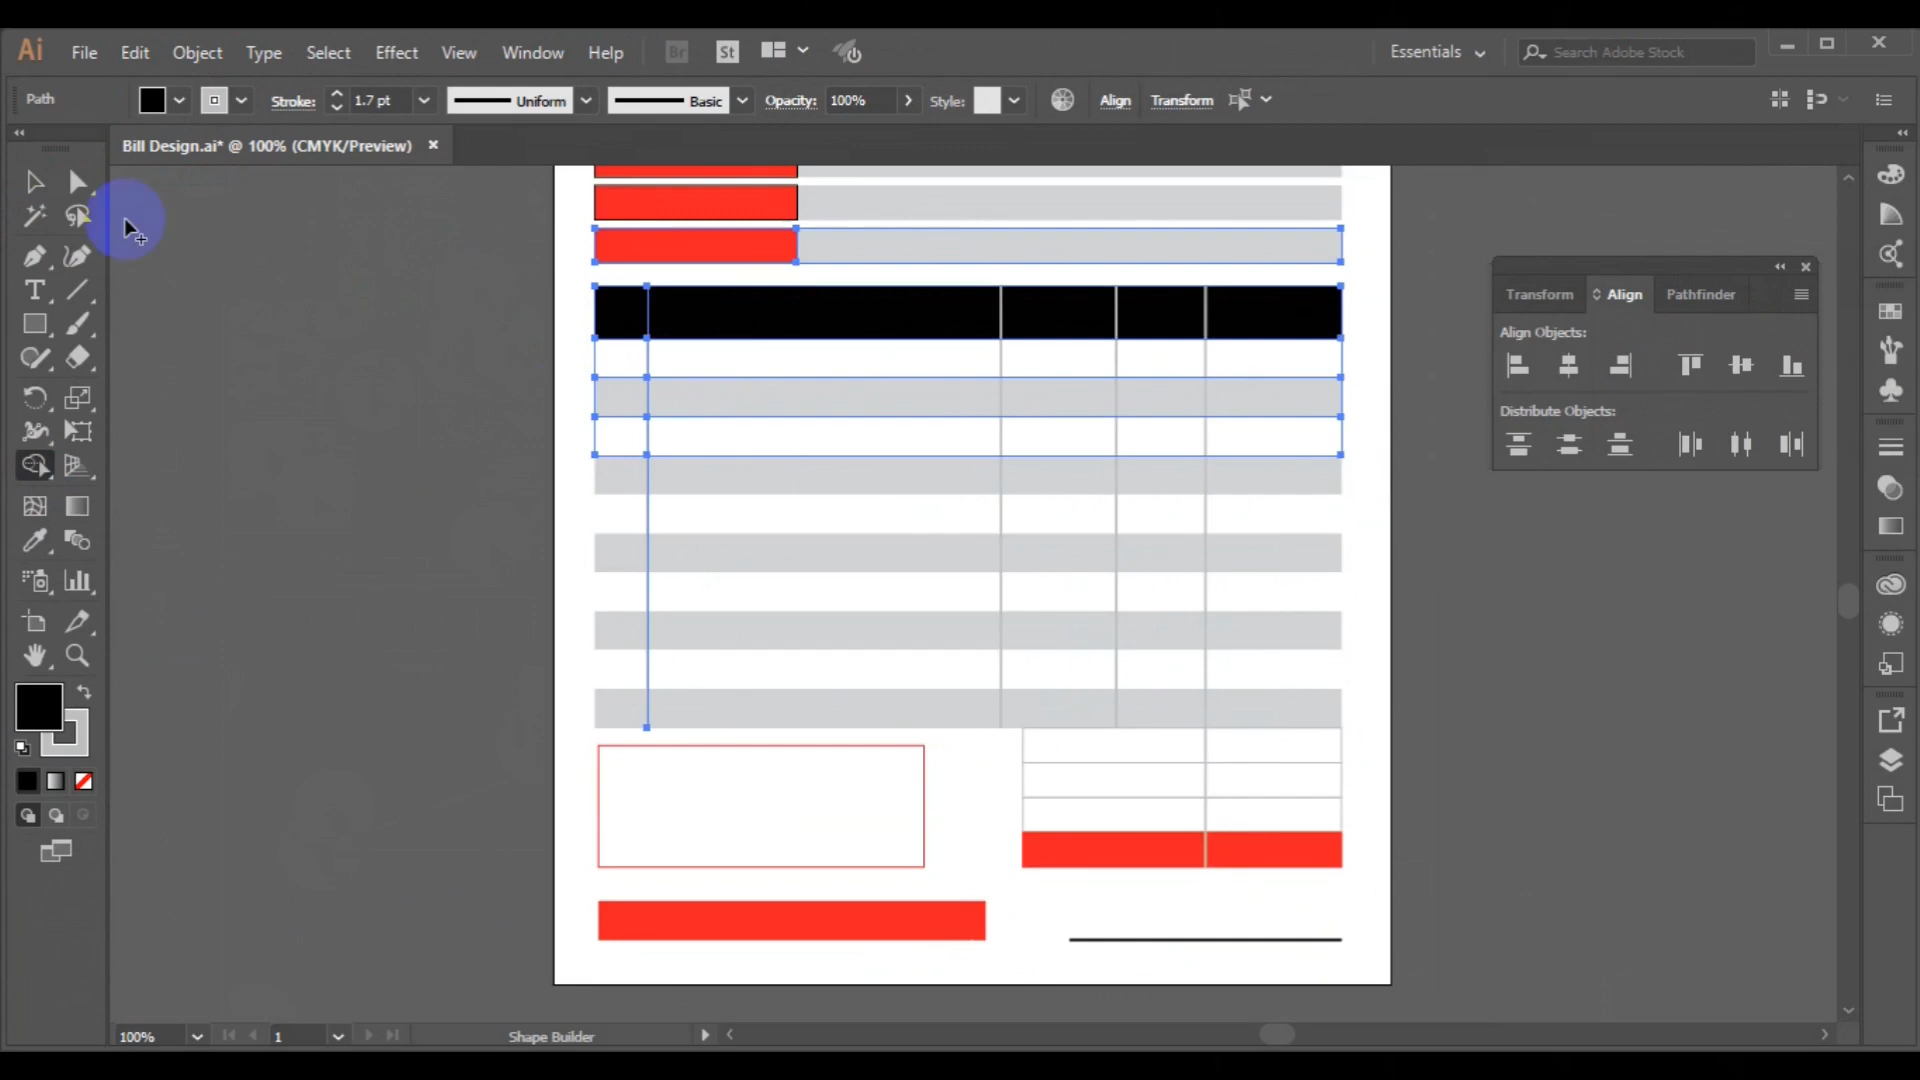 Ai File Edit Object Type Select Effect View Window Help Br St Essentials Search Adobe Stock
Path Stroke: 1.7 pt Uniform Basic Opacity: 100% Style: Align Transform
Bill Design.ai* @ 100% (CMYK/Preview)
Transform Align Pathfinder
Align Objects:
Distribute Objects:
100% 1 Shape Builder